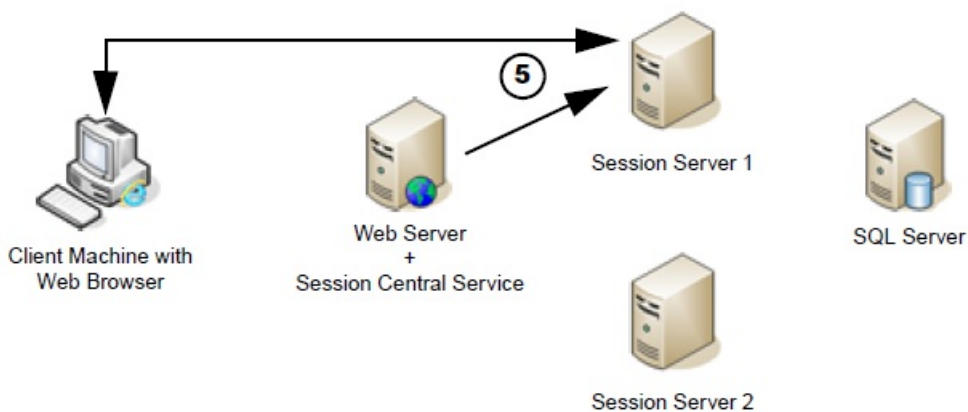 5
Session Server 1
Client Machine with
Web Browser
Web Server
+
Session Central Service
SQL Server
Session Server 2